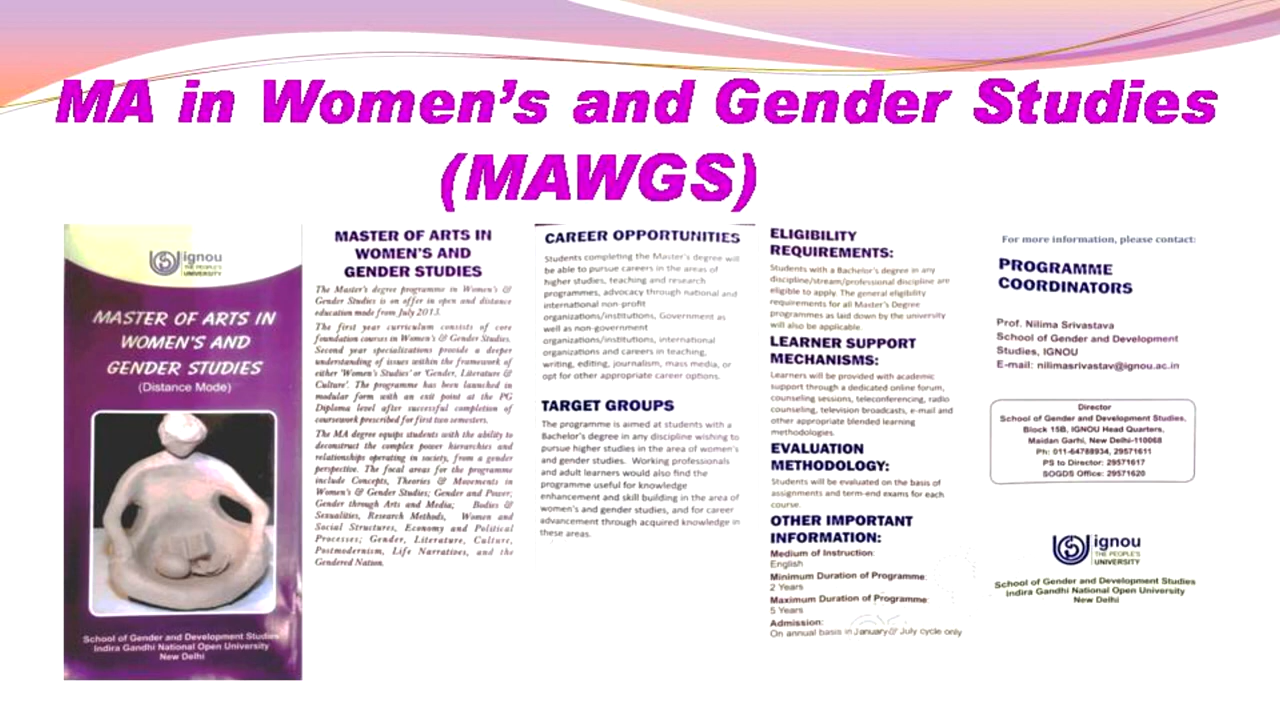 MA in Women's and Gender Studies
(MAWGS)
ignou
THE PEOPLE'S
UNIVERSITY
MASTER OF ARTS IN
WOMEN'S AND
GENDER STUDIES
(Distance Mode)
School of Gender and Development Studies
Indira Gandhi National Open University
New Delhi
MASTER OF ARTS IN
WOMEN'S AND
GENDER STUDIES
The Master's degree programme in Women's &
Gender Studies is on offer in open and distance
education mode from July 2013.
The first year curriculum consists of core
foundation courses in Women's & Gender Studies.
Second year specializations provide a deeper
understanding of issues within the framework of
either 'Women's Studies' or 'Gender, Literature &
Culture'. The programme has been launched in
modular form with an exit point at the PG
Diploma level after successful completion of
coursework prescribed for first two semesters.
The MA degree equips students with the ability to
deconstruct the complex power hierarchies and
relationships operating in society, from a gender
perspective. The focal areas for the programme
include Concepts, Theories & Movements in
Women's & Gender Studies; Gender and Power;
Gender through Arts and Media; Bodies &
Sexualities, Research Methods, Women and
Social Structures, Economy and Political
Processes; Gender, Literature, Culture,
Postmodernism, Life Narratives, and the
Gendered Nation.
CAREER OPPORTUNITIES
Students completing the Master's degree will
be able to pursue careers in the areas of
higher studies, teaching and research
programmes, advocacy through national and
international non-profit
organizations/institutions, Government as
well as non-government
organizations/institutions, international
organizations and careers in teaching,
writing, editing, journalism, mass media, or
opt for other appropriate career options.
TARGET GROUPS
The programme is aimed at students with a
Bachelor's degree in any discipline wishing to
pursue higher studies in the area of women's
and gender studies. Working professionals
and adult learners would also find the
programme useful for knowledge
enhancement and skill building in the area of
women's and gender studies, and for career
advancement through acquired knowledge in
these areas.
ELIGIBILITY
REQUIREMENTS:
Students with a Bachelor's degree in any
discipline/stream/professional discipline are
eligible to apply. The general eligibility
requirements for all Master's Degree
programmes as laid down by the university
will also be applicable.
LEARNER SUPPORT
MECHANISMS:
Learners will be provided with academic
support through a dedicated online forum,
counseling sessions, teleconferencing, radio
counseling, television broadcasts, e-mail and
other appropriate blended learning
methodologies.
EVALUATION
METHODOLOGY:
Students will be evaluated on the basis of
assignments and term-end exams for each
course.
OTHER IMPORTANT
INFORMATION:
Medium of Instruction:
English
Minimum Duration of Programme:
2 Years
Maximum Duration of Programme:
5 Years
Admission:
On annual basis in January & July cycle only
For more information, please contact:
PROGRAMME
COORDINATORS
Prof. Nilima Srivastava
School of Gender and Development
Studies, IGNOU
E-mail: nilimasrivastav@ignou.ac.in
Director
School of Gender and Development Studies,
Block 15B, IGNOU Head Quarters,
Maidan Garhi, New Delhi-110068
Ph: 011-64788934, 29571611
PS to Director: 29571617
SOGDS Office: 29571620
ignou
THE PEOPLE'S
UNIVERSITY
School of Gender and Development Studies
Indira Gandhi National Open University
New Delhi